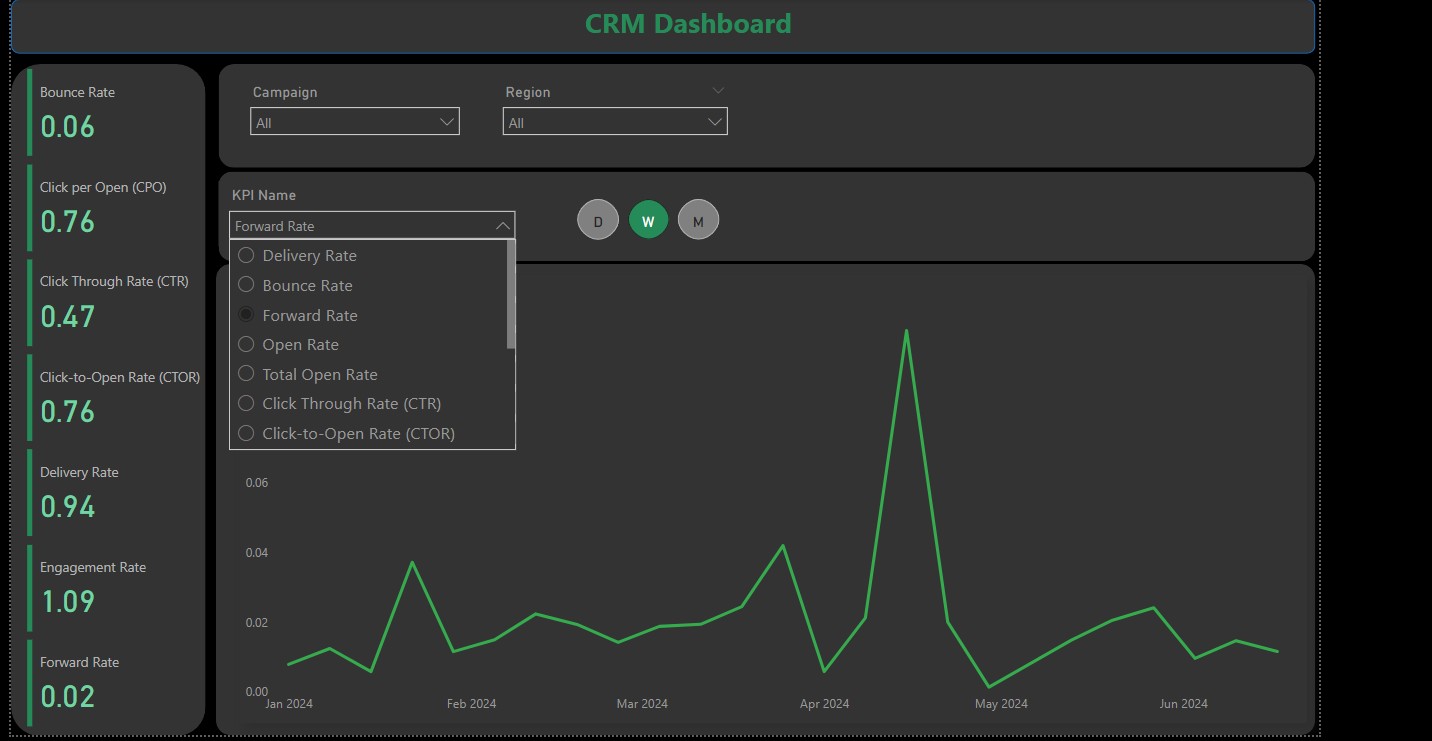 CRM Dashboard
Bounce Rate
0.06
Click per Open (CPO)
0.76
Click Through Rate (CTR)
0.47
Click-to-Open Rate (CTOR)
0.76
Delivery Rate
0.94
Engagement Rate
1.09
Forward Rate
0.02
Campaign
All
Region
All
KPI Name
Forward Rate
D W M
Delivery Rate
Bounce Rate
Forward Rate
Open Rate
Total Open Rate
Click Through Rate (CTR)
Click-to-Open Rate (CTOR)
0.06
0.04
0.02
0.00
Jan 2024 Feb 2024 Mar 2024 Apr 2024 May 2024 Jun 2024